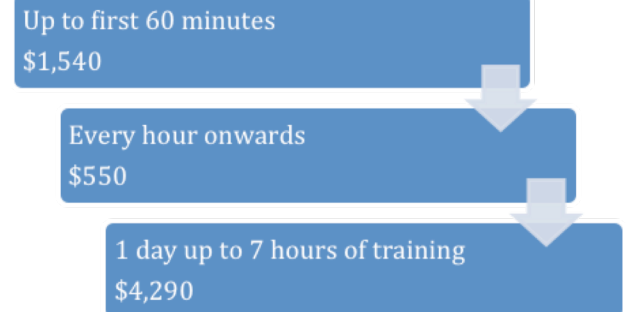 Up to first 60 minutes
$1,540
Every hour onwards
$550
1 day up to 7 hours of training
$4,290